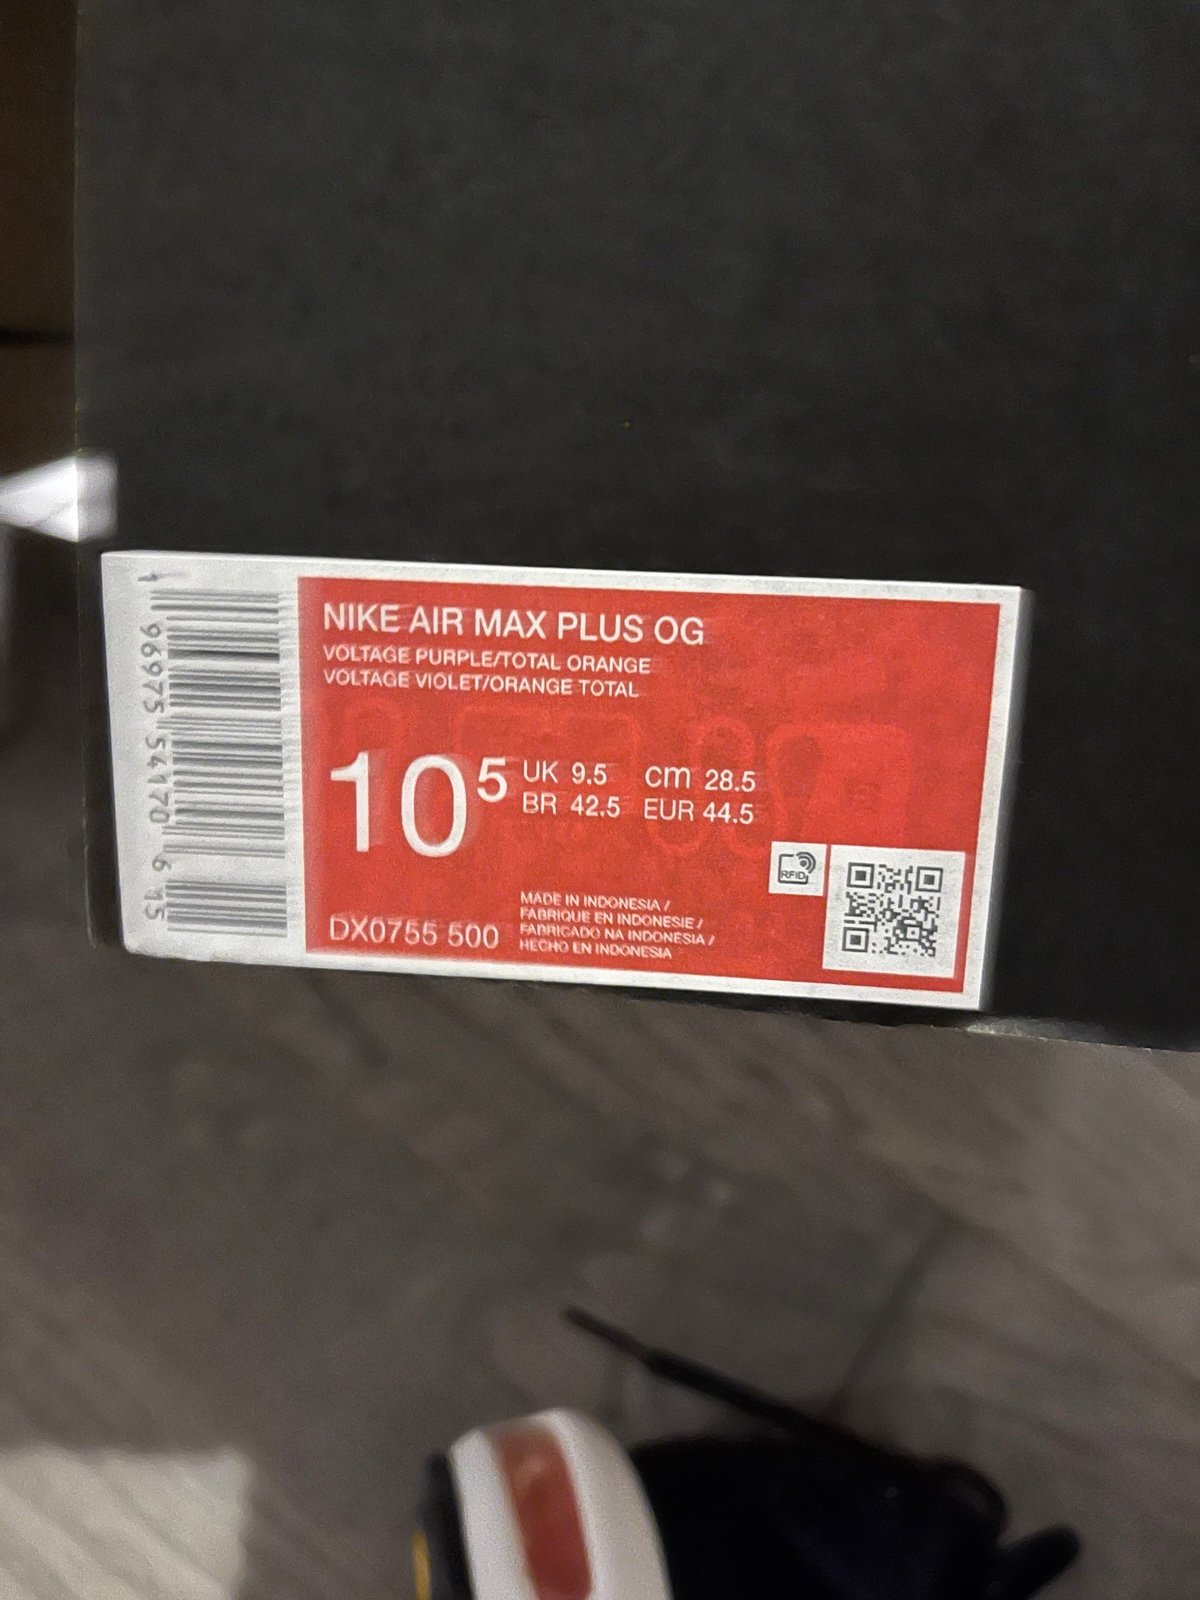 NIKE AIR MAX PLUS OG
VOLTAGE PURPLE/TOTAL ORANGE
VOLTAGE VIOLET/ORANGE TOTAL
10 5
UK 9.5 cm 28.5
BR 42.5 EUR 44.5
RFID
MADE IN INDONESIA /
FABRIQUE EN INDONESIE /
FABRICADO NA INDONESIA /
HECHO EN INDONESIA
DX0755 500
1 96975 54170 6 15